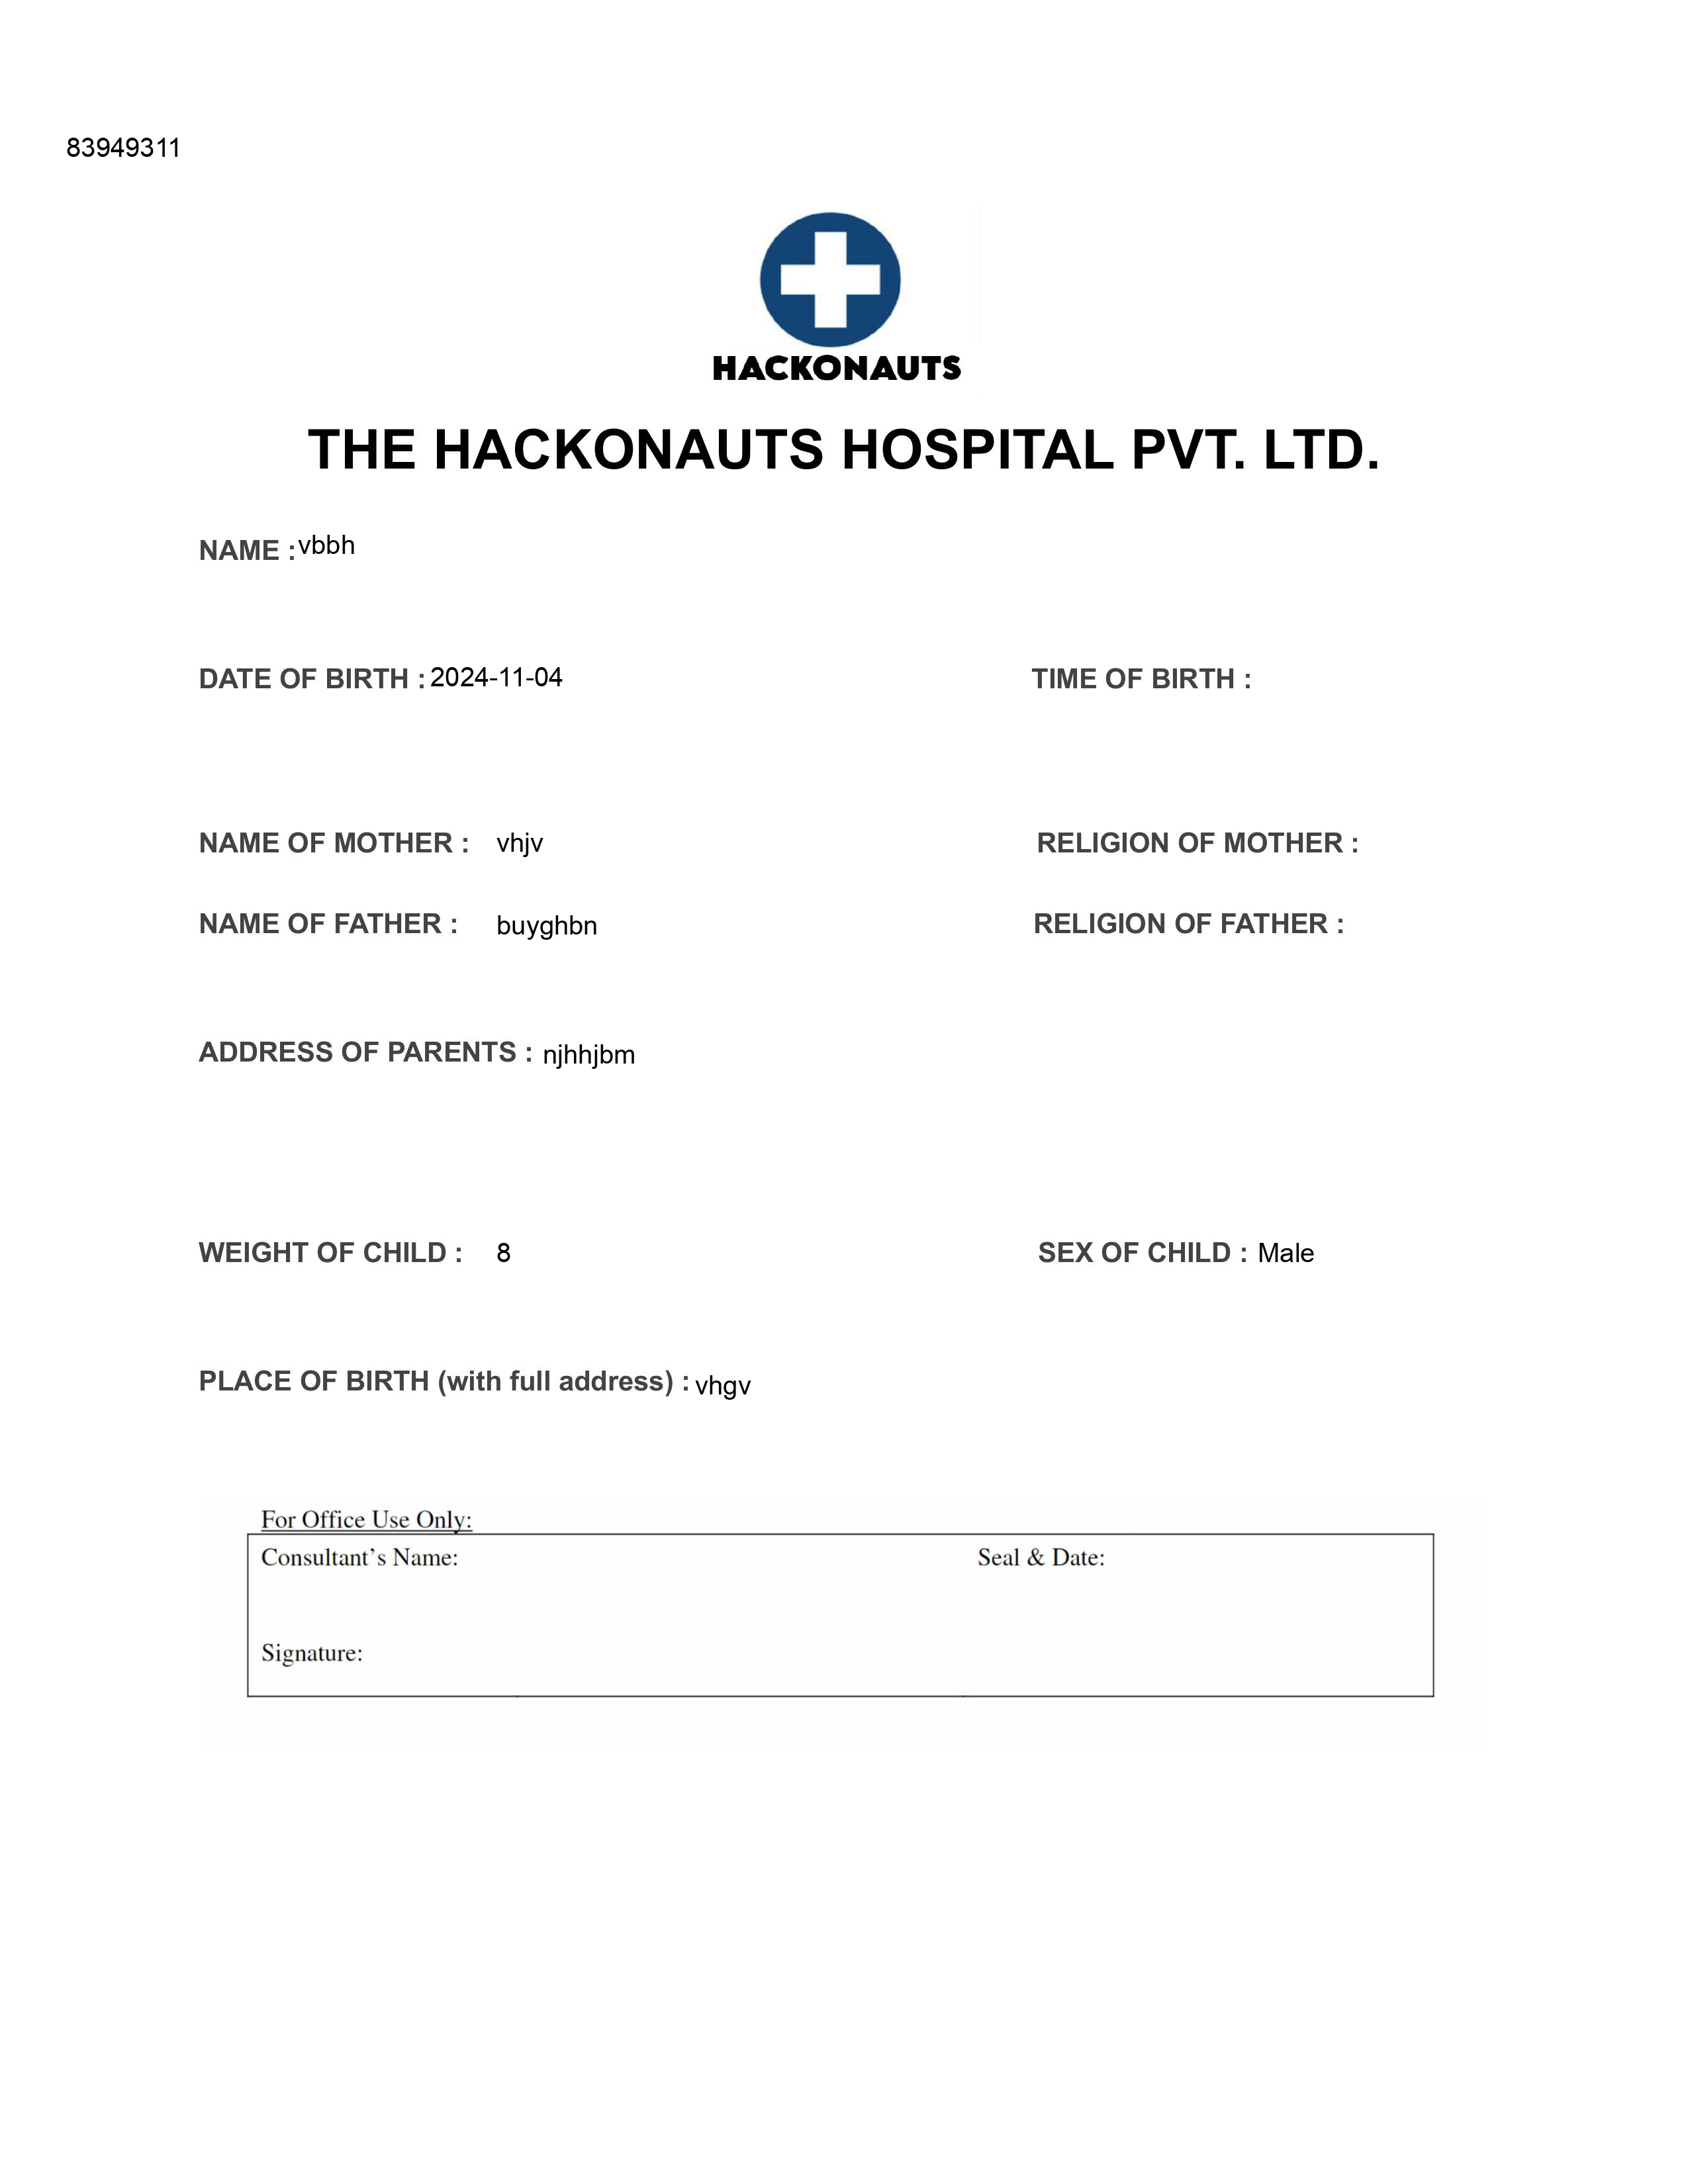 83949311
HACKONAUTS
THE HACKONAUTS HOSPITAL PVT. LTD.
NAME : vbbh
DATE OF BIRTH : 2024-11-04 TIME OF BIRTH :
NAME OF MOTHER : vhjv RELIGION OF MOTHER :
NAME OF FATHER : buyghbn RELIGION OF FATHER :
ADDRESS OF PARENTS : njhhjbm
WEIGHT OF CHILD : 8 SEX OF CHILD : Male
PLACE OF BIRTH (with full address) : vhgv
For Office Use Only:
Consultant’s Name: Seal & Date:
Signature: